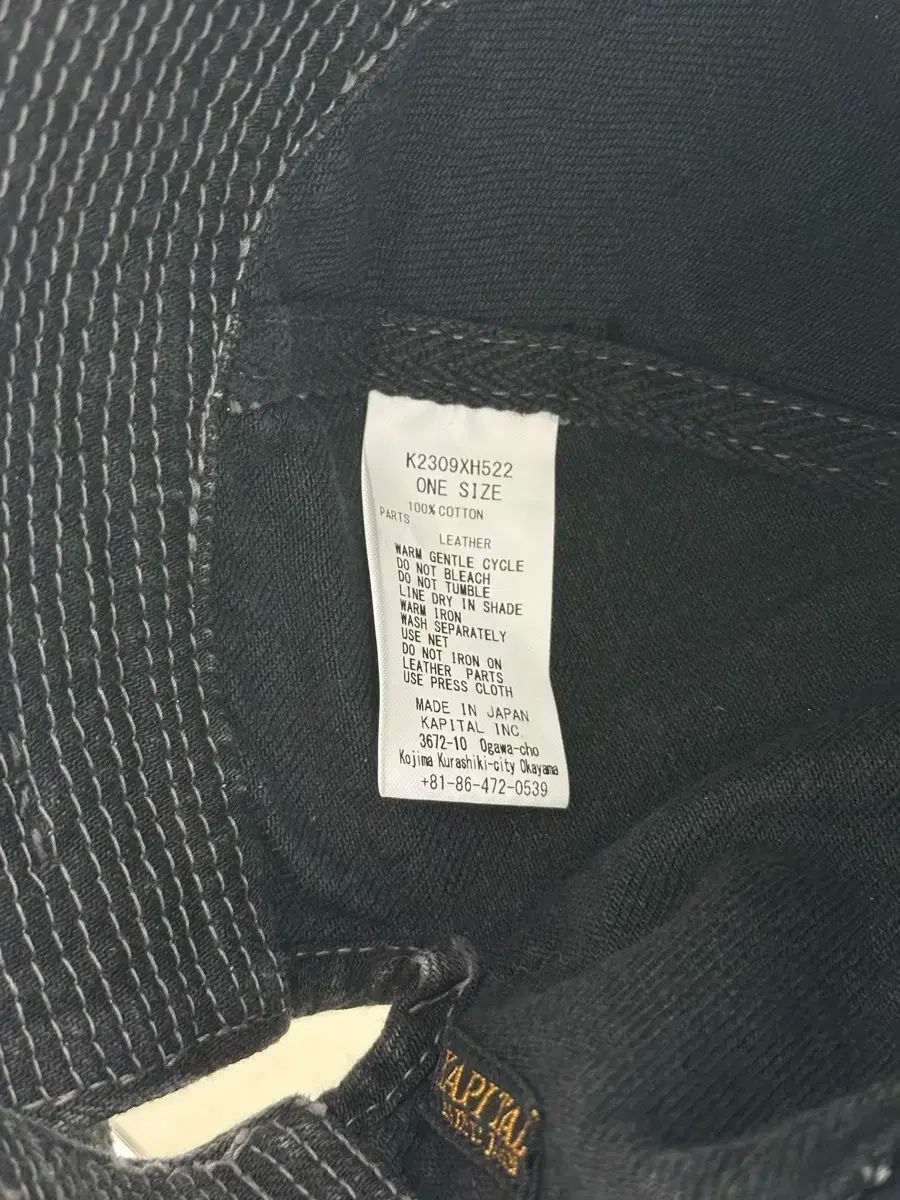 K2309XH522
ONE SIZE
100% COTTON
PARTS
LEATHER
WARM GENTLE CYCLE
DO NOT BLEACH
DO NOT TUMBLE
LINE DRY IN SHADE
WARM IRON
WASH SEPARATELY
USE NET
DO NOT IRON ON
LEATHER PARTS
USE PRESS CLOTH
MADE IN JAPAN
KAPITAL INC.
3672-10 Ogawa-cho
Kojima Kurashiki-city Okayama
+81-86-472-0539
KAPITAL